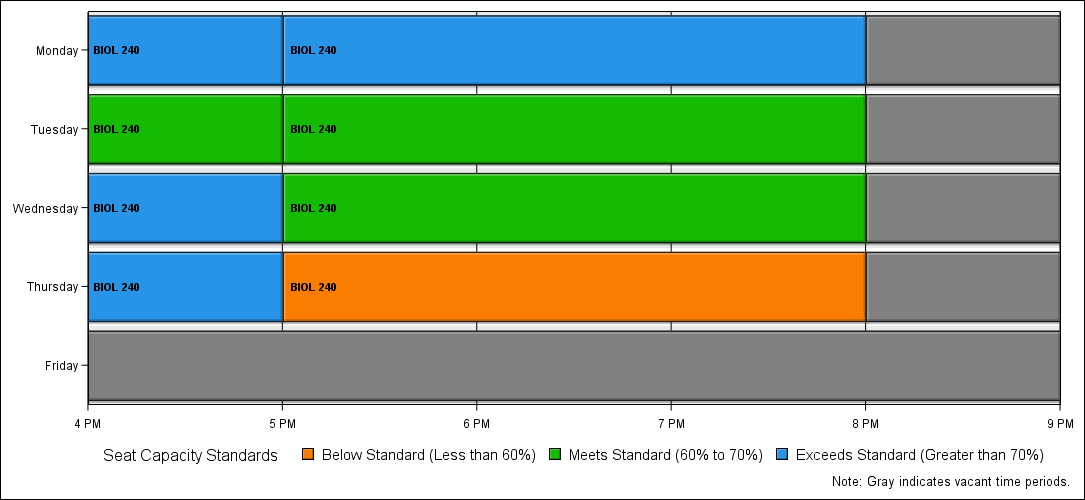 Monday BIOL 240 BIOL 240
Tuesday BIOL 240 BIOL 240
Wednesday BIOL 240 BIOL 240
Thursday BIOL 240 BIOL 240
Friday
4 PM 5 PM 6 PM 7 PM 8 PM 9 PM
Seat Capacity Standards Below Standard (Less than 60%) Meets Standard (60% to 70%) Exceeds Standard (Greater than 70%)
Note: Gray indicates vacant time periods.